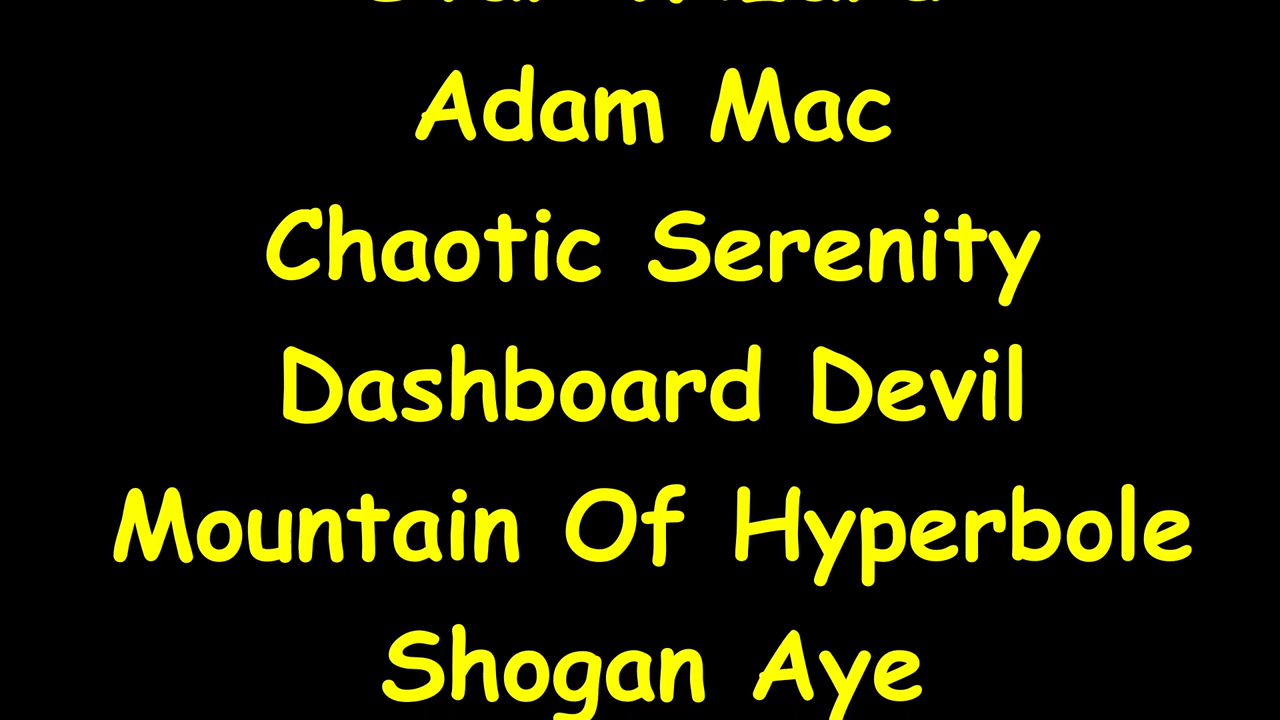 Adam Mac
Chaotic Serenity
Dashboard Devil
Mountain Of Hyperbole
Shogan Aye